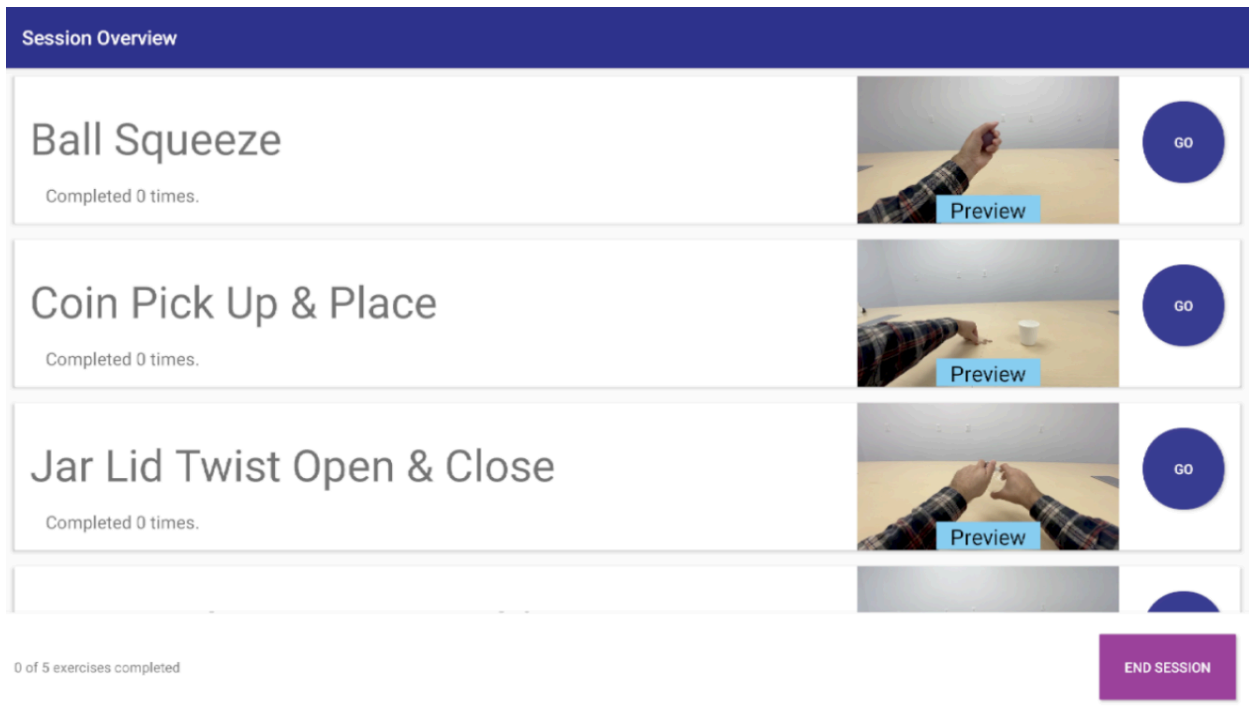 Session Overview
Ball Squeeze
Completed 0 times.
Preview
GO
Coin Pick Up & Place
Completed 0 times.
Preview
GO
Jar Lid Twist Open & Close
Completed 0 times.
Preview
GO
0 of 5 exercises completed
END SESSION